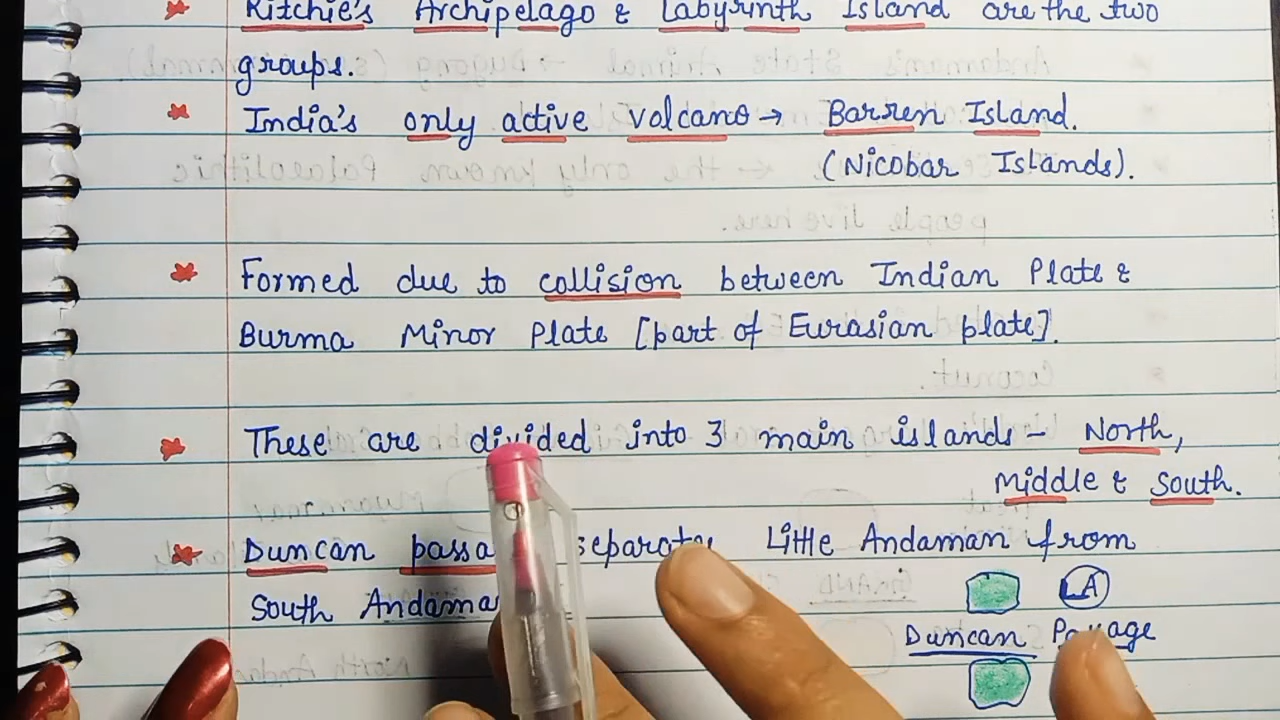 Ritchie's Archipelago & Labyrinth Island are the two
groups.
India's only active volcano → Barren Island.
(Nicobar Islands).
Formed due to collision between Indian Plate &
Burma Minor Plate [part of Eurasian plate].
These are divided into 3 main islands - North,
Middle & South.
Duncan separates Little Andaman from
South
LA
Duncan Passage